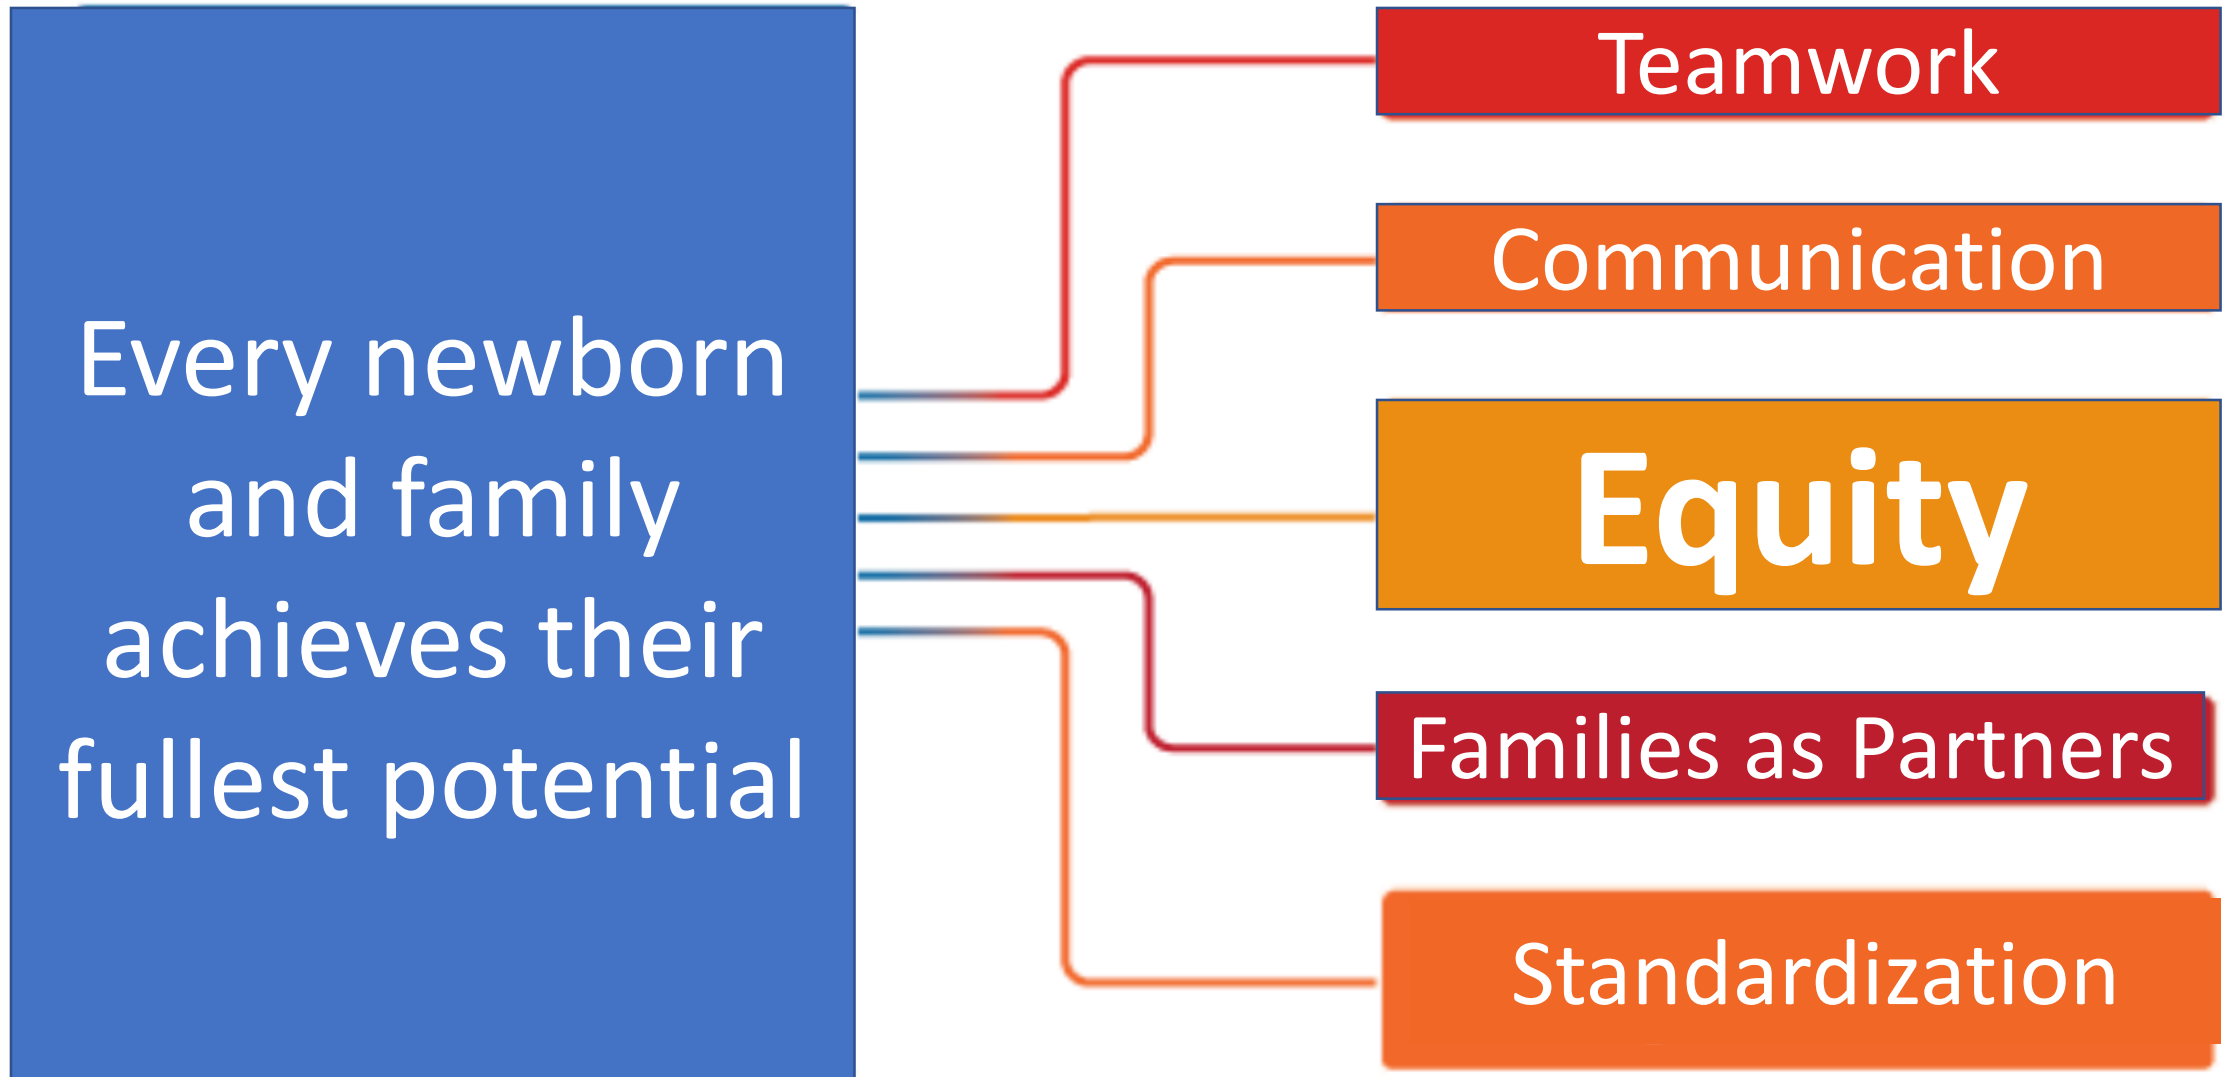 Every newborn
and family
achieves their
fullest potential
Teamwork
Communication
Equity
Families as Partners
Standardization